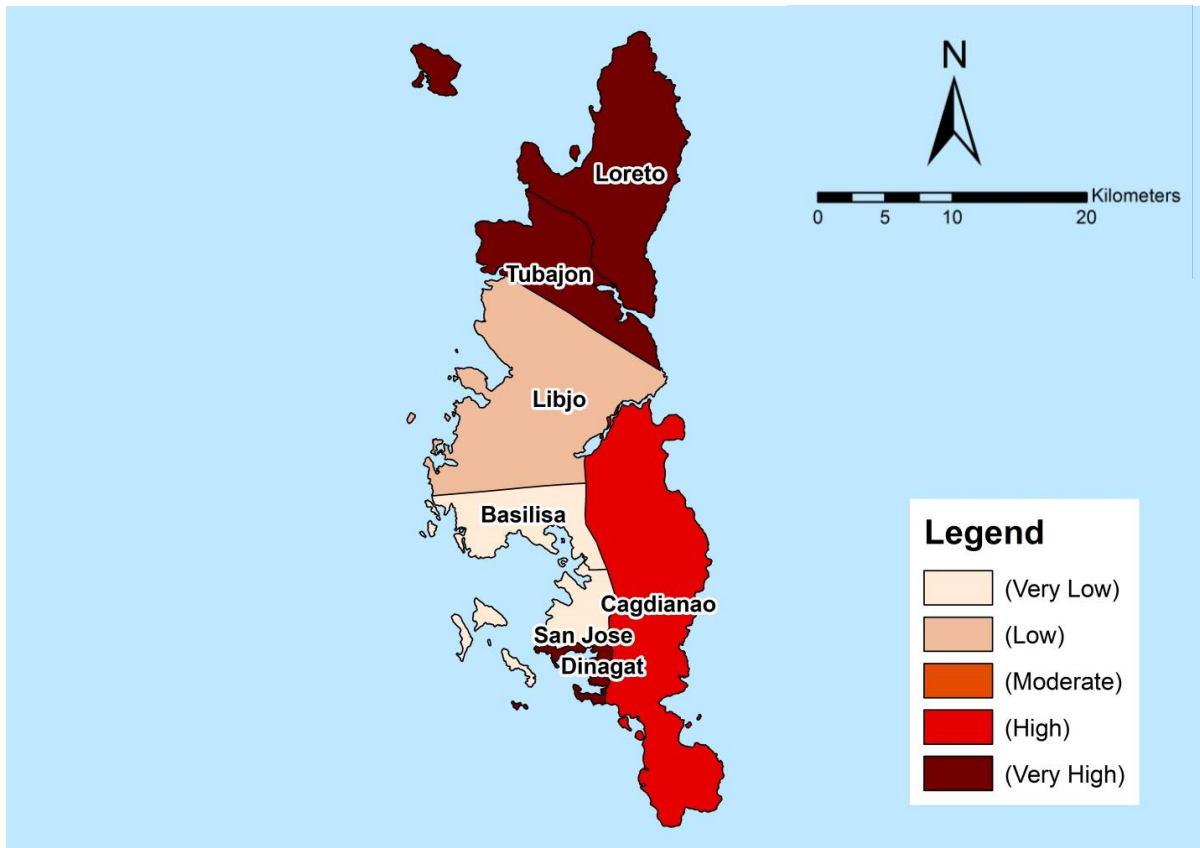 N
Kilometers
0 5 10 20
Loreto
Tubajon
Libjo
Basilisa
Cagdianao
San Jose
Dinagat
Legend
(Very Low)
(Low)
(Moderate)
(High)
(Very High)